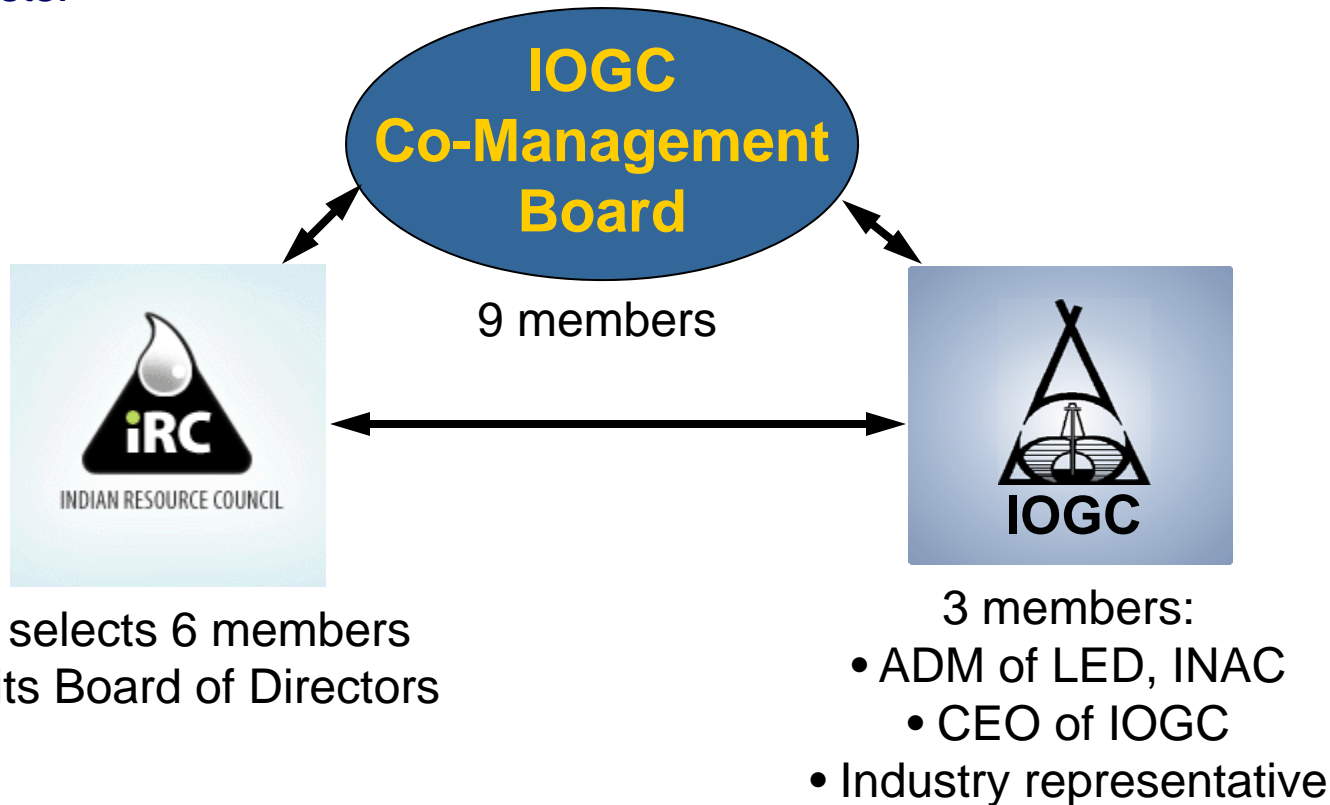 IOGC
Co-Management
Board
9 members
iRC
INDIAN RESOURCE COUNCIL
IOGC
selects 6 members
its Board of Directors
3 members:
• ADM of LED, INAC
• CEO of IOGC
• Industry representative